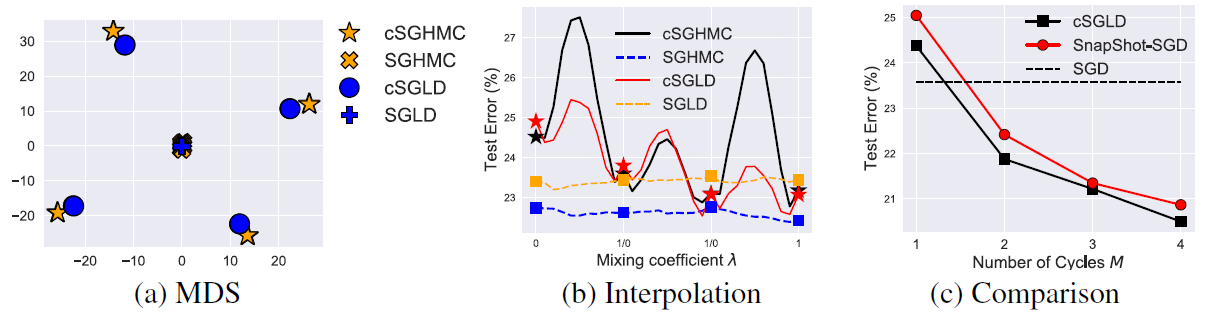 30
20
10
0
−10
−20
−20
−10
0
10
20
cSGHMC
SGHMC
cSGLD
SGLD
(a) MDS
Test Error (%)
27
26
25
24
23
0
1/0
1/0
1
Mixing coefficient λ
cSGHMC
SGHMC
cSGLD
SGLD
(b) Interpolation
Test Error (%)
25
24
23
22
21
1
2
3
4
Number of Cycles M
cSGLD
SnapShot-SGD
SGD
(c) Comparison